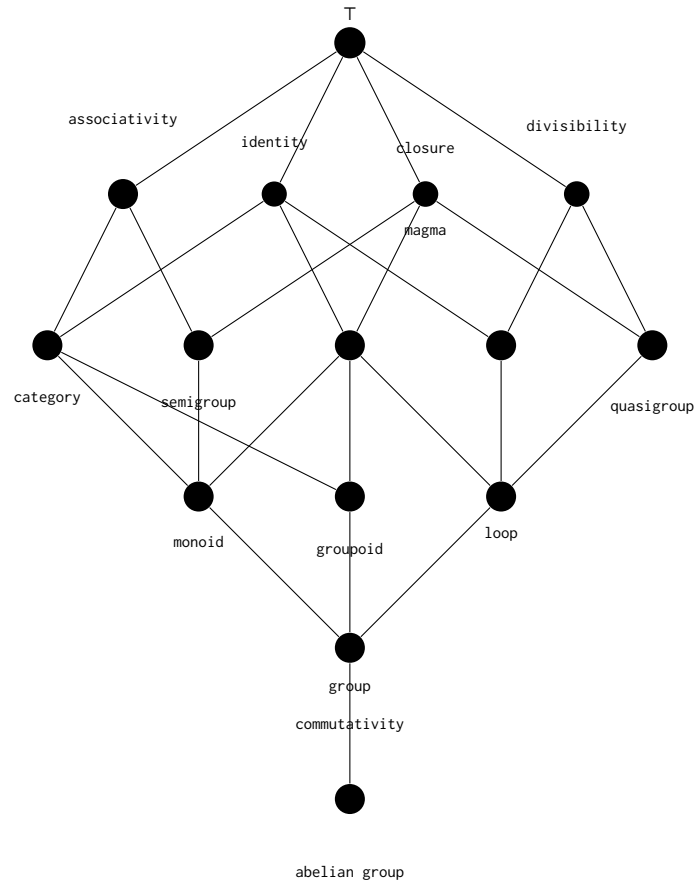 ⊤
associativity
divisibility
identity
closure
magma
category
semigroup
quasigroup
monoid
groupoid
loop
group
commutativity
abelian group